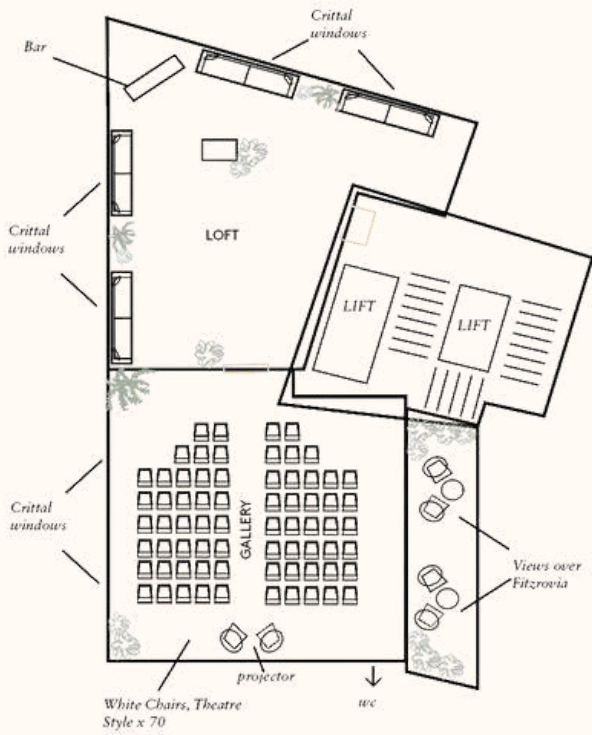 Crittal
windows
Bar
Crittal
windows
LOFT
LIFT
LIFT
Crittal
windows
GALLERY
Views over
Fitzrovia
projector
White Chairs, Theatre
Style x 70
wc